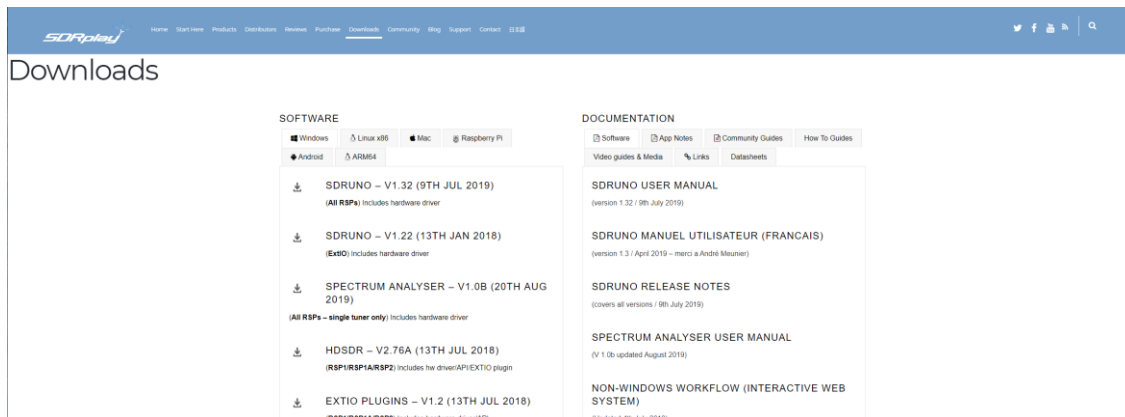 SDRplay
Home Start Here Products Distributors Reviews Purchase Downloads Community Blog Support Contact 日本語
Downloads
SOFTWARE
Windows Linux x86 Mac Raspberry Pi
Android ARM64
SDRUNO – V1.32 (9TH JUL 2019)
(All RSPs) Includes hardware driver
SDRUNO – V1.22 (13TH JAN 2018)
(ExtIO) Includes hardware driver
SPECTRUM ANALYSER – V1.0B (20TH AUG
2019)
(All RSPs – single tuner only) Includes hardware driver
HDSDR – V2.76A (13TH JUL 2018)
(RSP1/RSP1A/RSP2) Includes hw driver/API/EXTIO plugin
EXTIO PLUGINS – V1.2 (13TH JUL 2018)
DOCUMENTATION
Software App Notes Community Guides How To Guides
Video guides & Media Links Datasheets
SDRUNO USER MANUAL
(version 1.32 / 9th July 2019)
SDRUNO MANUEL UTILISATEUR (FRANCAIS)
(version 1.3 / April 2019 – merci a André Meunier)
SDRUNO RELEASE NOTES
(covers all versions / 9th July 2019)
SPECTRUM ANALYSER USER MANUAL
(V 1.0b updated August 2019)
NON-WINDOWS WORKFLOW (INTERACTIVE WEB
SYSTEM)